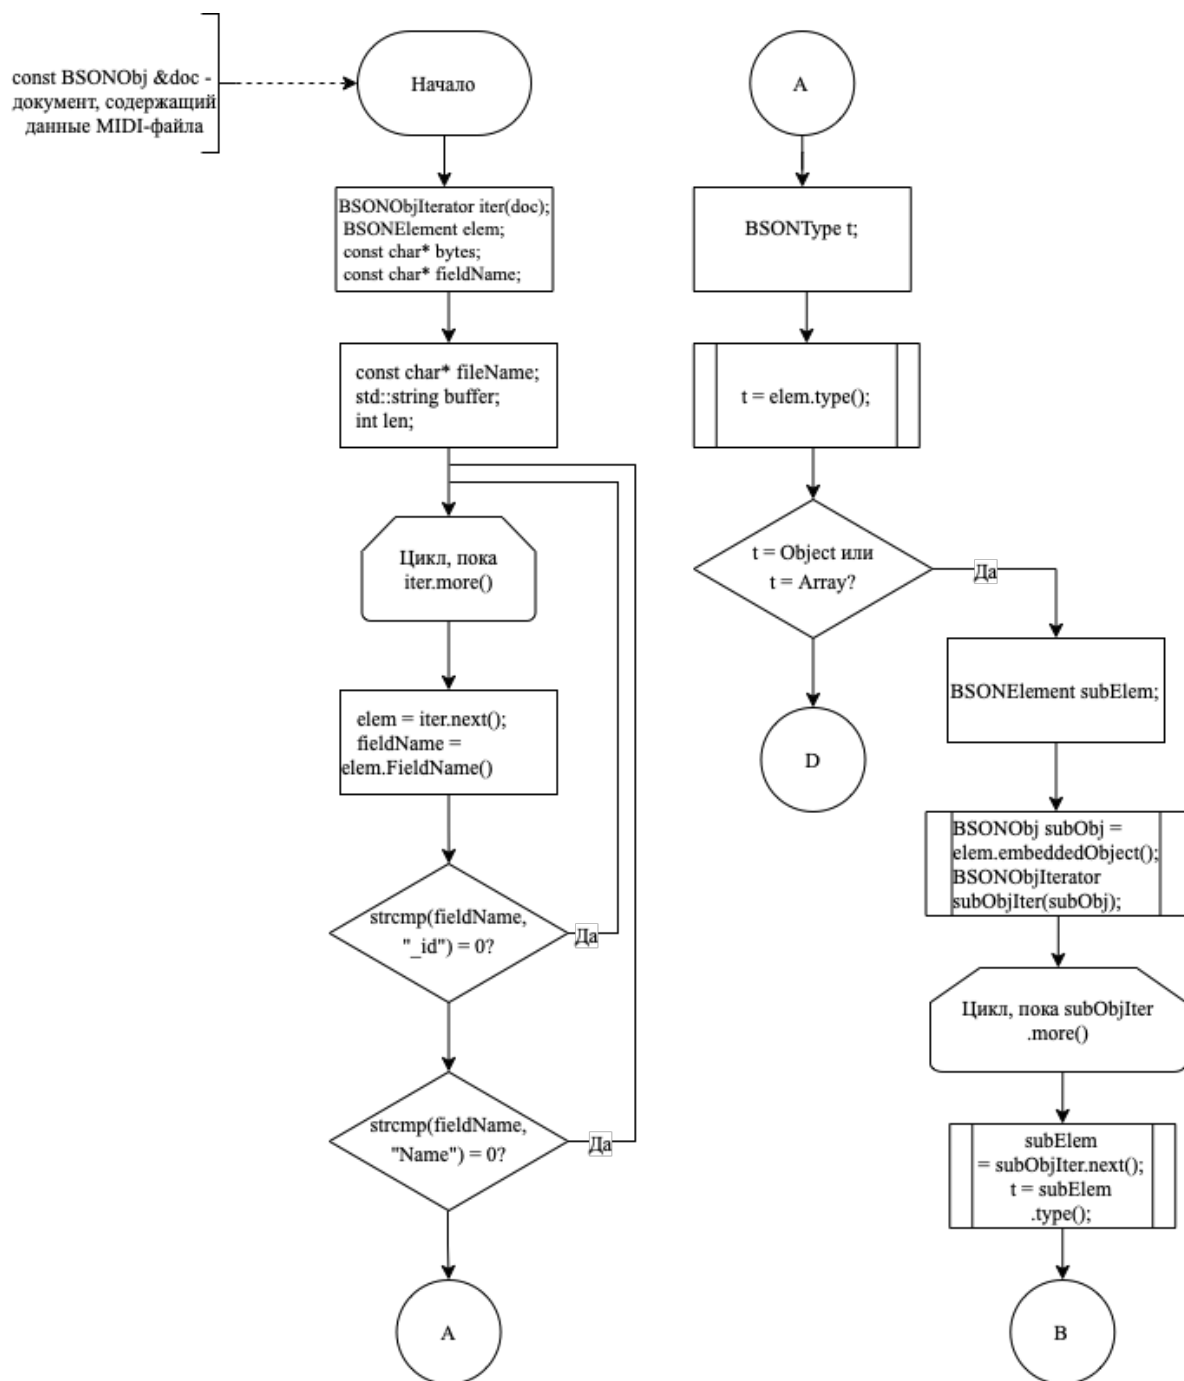 const BSONObj &doc -
документ, содержащий
данные MIDI-файла
Начало
BSONObjIterator iter(doc);
BSONElement elem;
const char* bytes;
const char* fieldName;
const char* fileName;
std::string buffer;
int len;
Цикл, пока
iter.more()
elem = iter.next();
fieldName =
elem.FieldName()
strcmp(fieldName,
"_id") = 0?
Да
strcmp(fieldName,
"Name") = 0?
Да
A
A
BSONType t;
t = elem.type();
t = Object или
t = Array?
Да
D
BSONElement subElem;
BSONObj subObj =
elem.embeddedObject();
BSONObjIterator
subObjIter(subObj);
Цикл, пока subObjIter
.more()
subElem
= subObjIter.next();
t = subElem
.type();
B